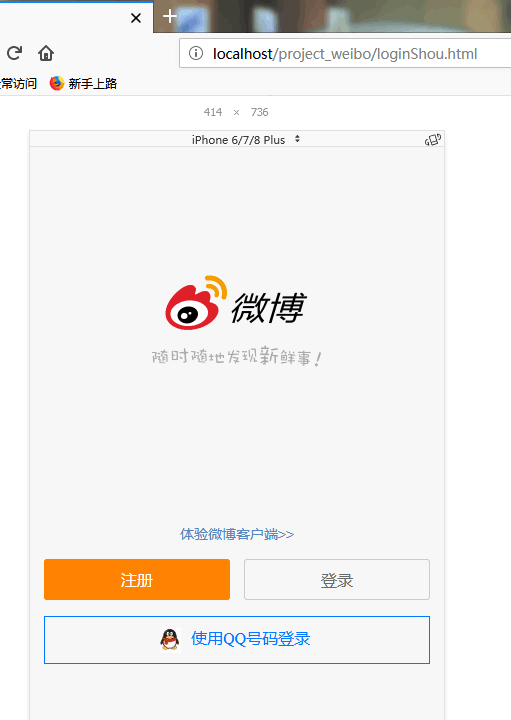 localhost/project_weibo/loginShou.html
常访问 新手上路
414 × 736
iPhone 6/7/8 Plus
微博
随时随地发现新鲜事!
体验微博客户端>>
注册 登录
使用QQ号码登录